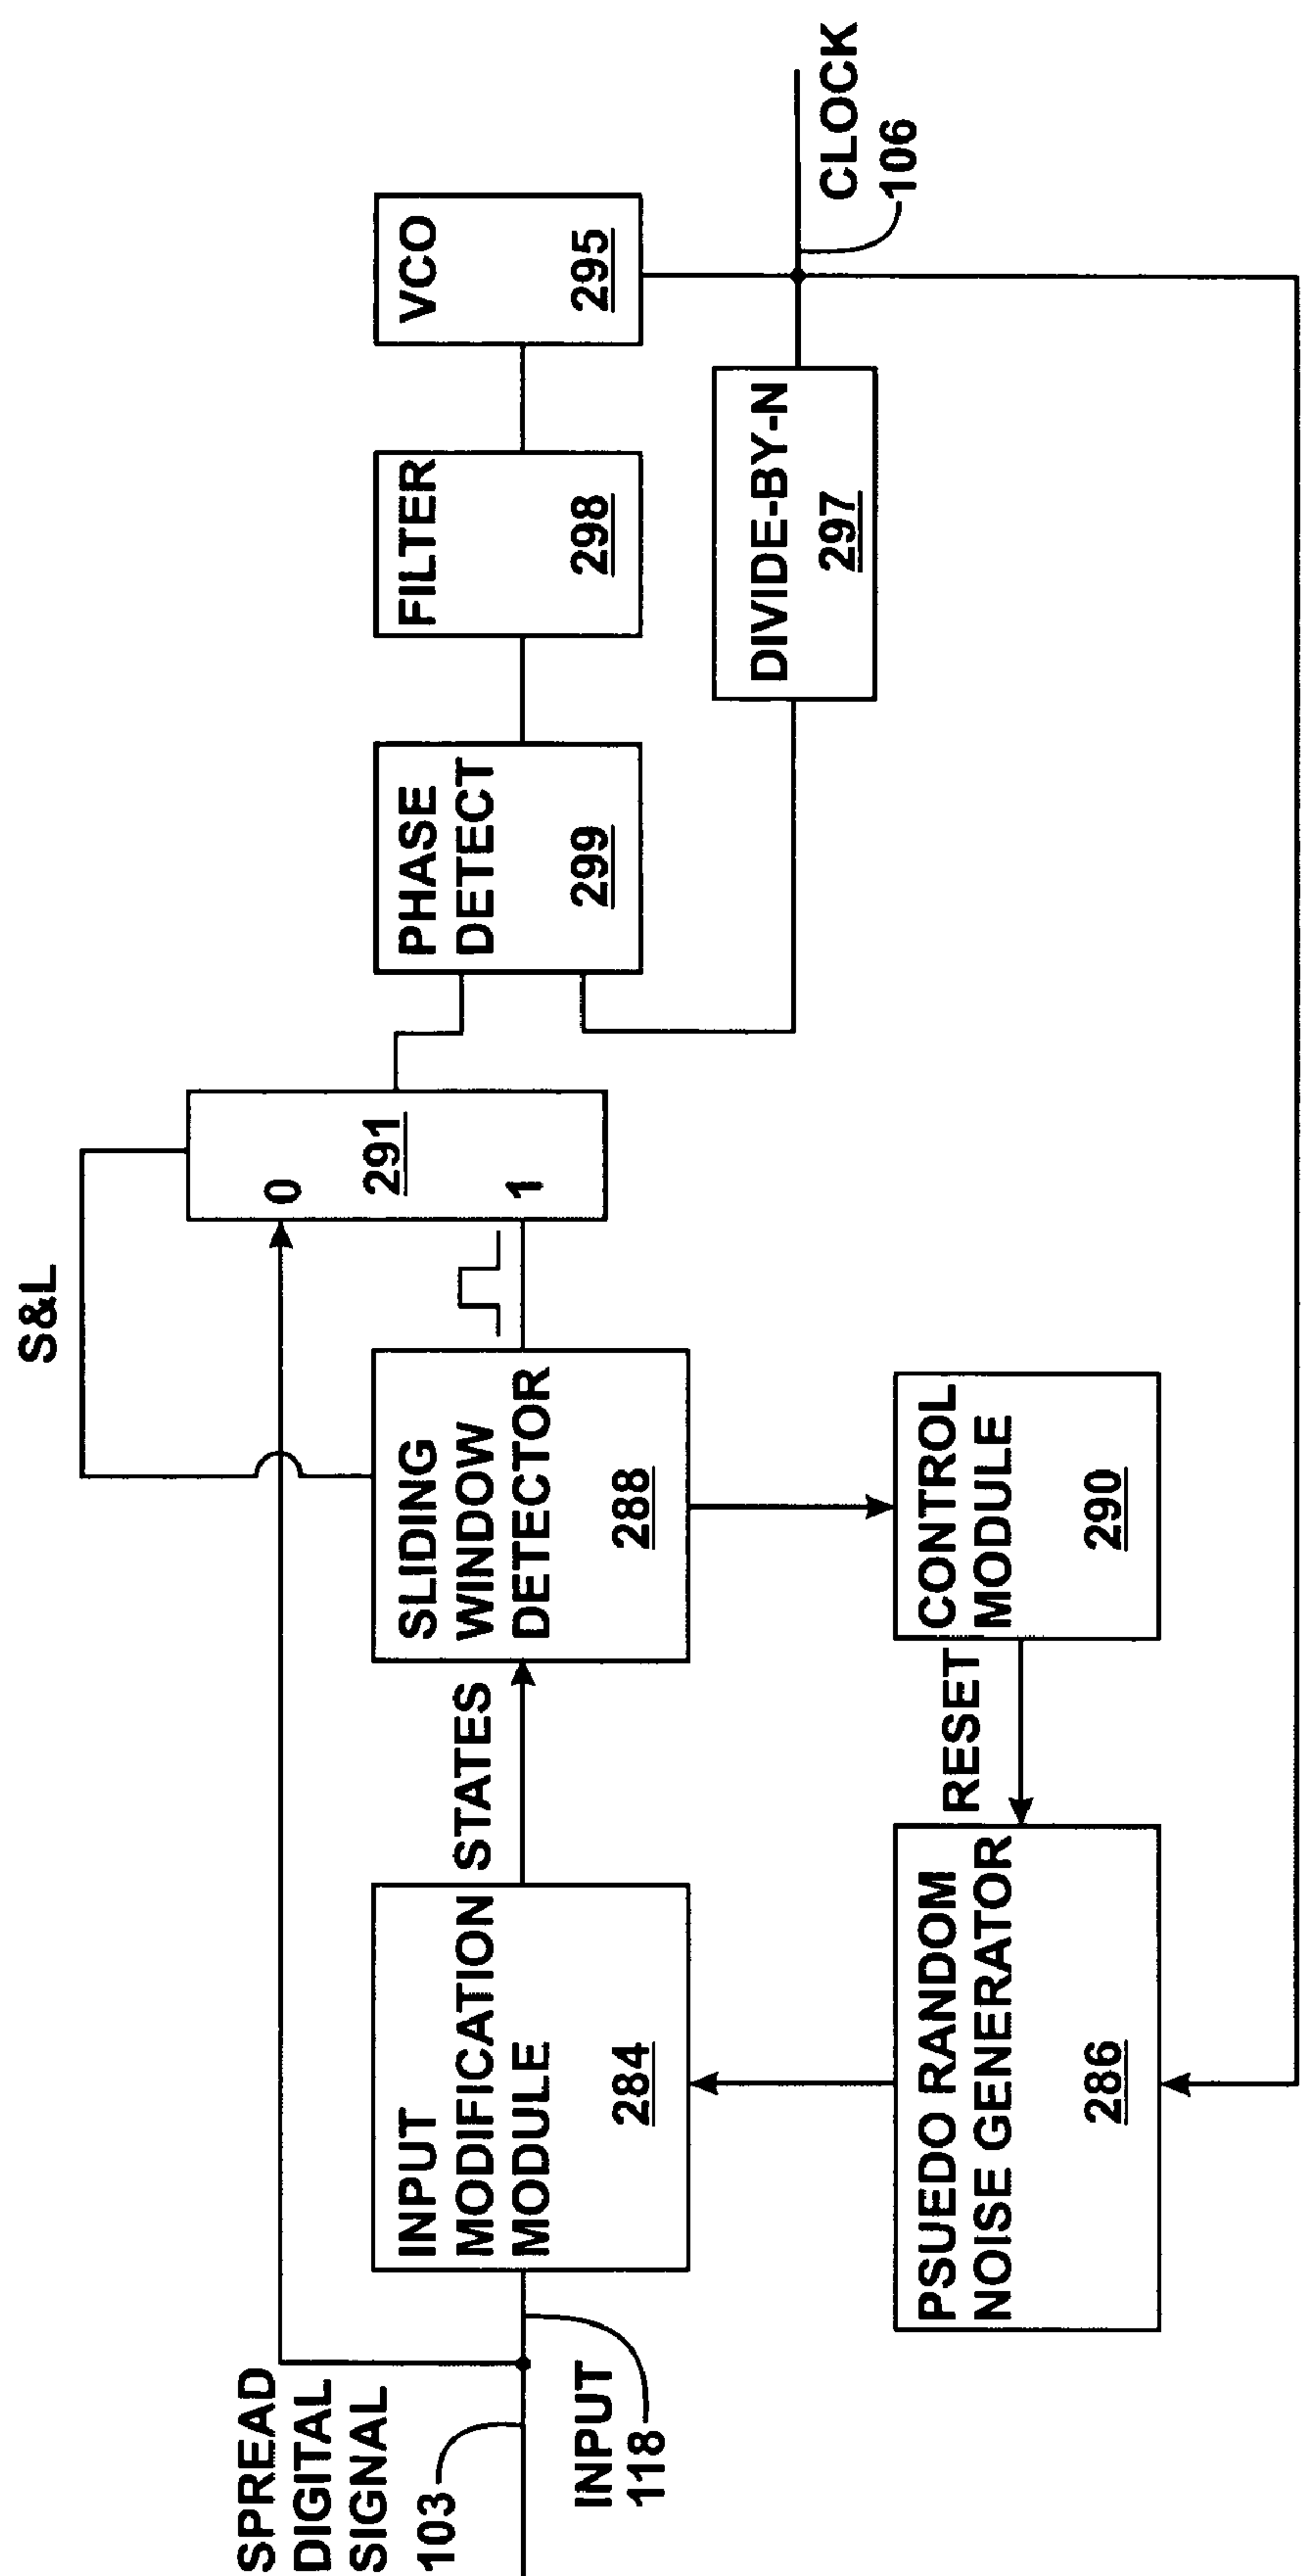 SPREAD
DIGITAL
SIGNAL
103
INPUT
118
INPUT
MODIFICATION
MODULE
284
STATES
SLIDING
WINDOW
DETECTOR
288
S&L
0
291
1
PHASE
DETECT
299
FILTER
298
VCO
295
DIVIDE-BY-N
297
CLOCK
106
PSUEDO RANDOM
NOISE GENERATOR
286
RESET
CONTROL
MODULE
290